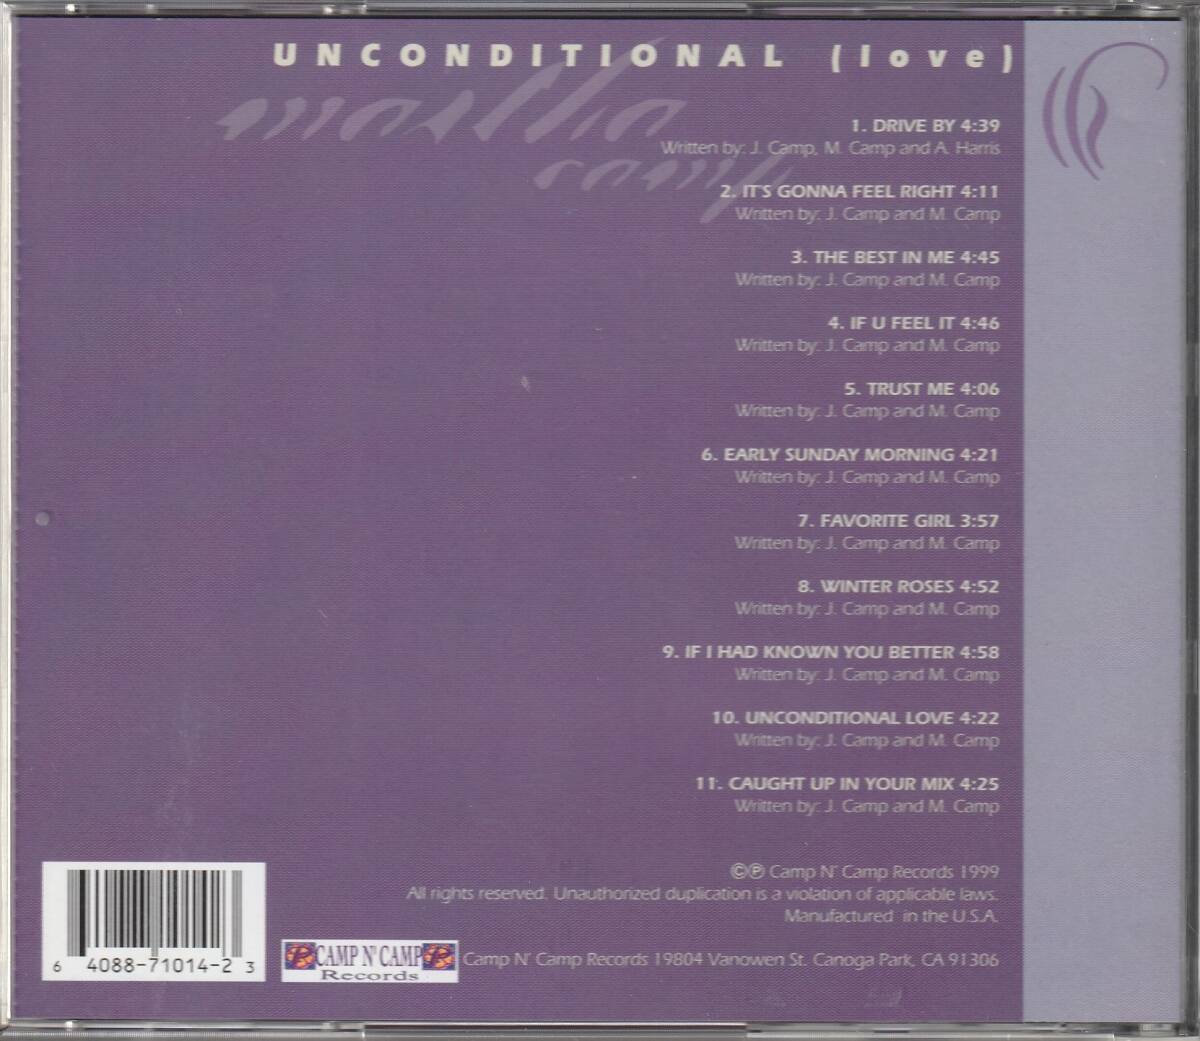 UNCONDITIONAL (love)
camp
1. DRIVE BY 4:39
Written by: J. Camp, M. Camp and A. Harris
2. IT'S GONNA FEEL RIGHT 4:11
Written by: J. Camp and M. Camp
3. THE BEST IN ME 4:45
Written by: J. Camp and M. Camp
4. IF U FEEL IT 4:46
Written by: J. Camp and M. Camp
5. TRUST ME 4:06
Written by: J. Camp and M. Camp
6. EARLY SUNDAY MORNING 4:21
Written by: J. Camp and M. Camp
7. FAVORITE GIRL 3:57
Written by: J. Camp and M. Camp
8. WINTER ROSES 4:52
Written by: J. Camp and M. Camp
9. IF I HAD KNOWN YOU BETTER 4:58
Written by: J. Camp and M. Camp
10. UNCONDITIONAL LOVE 4:22
Written by: J. Camp and M. Camp
11. CAUGHT UP IN YOUR MIX 4:25
Written by: J. Camp and M. Camp
©℗ Camp N' Camp Records 1999
All rights reserved. Unauthorized duplication is a violation of applicable laws.
Manufactured in the U.S.A.
6 4088-71014-2 3
CAMP N' CAMP
Records
Camp N' Camp Records 19804 Vanowen St. Canoga Park, CA 91306